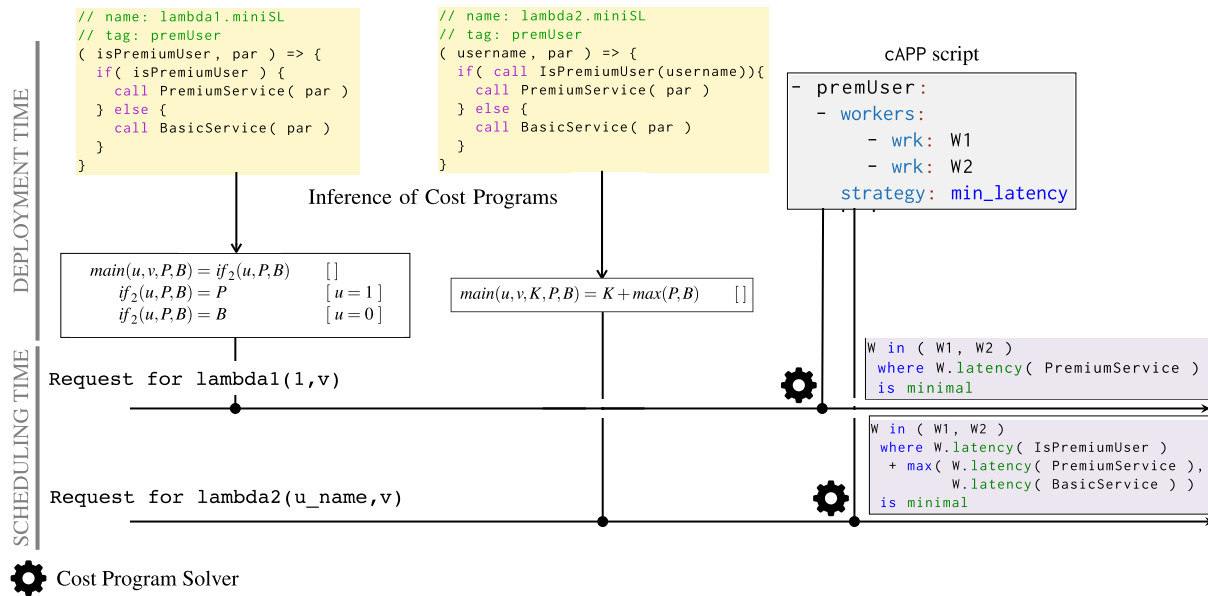 // name: lambda1.miniSL
// tag: premUser
( isPremiumUser, par ) => {
if( isPremiumUser ) {
call PremiumService( par )
} else {
call BasicService( par )
}
}
// name: lambda2.miniSL
// tag: premUser
( username, par ) => {
if( call IsPremiumUser(username)){
call PremiumService( par )
} else {
call BasicService( par )
}
}
cAPP script
- premUser:
- workers:
- wrk: W1
- wrk: W2
strategy: min_latency
DEPLOYMENT TIME
Inference of Cost Programs
main(u,v,P,B) = if₂(u,P,B) [ ]
if₂(u,P,B) = P [ u = 1 ]
if₂(u,P,B) = B [ u = 0 ]
main(u,v,K,P,B) = K + max(P,B) [ ]
SCHEDULING TIME
Request for lambda1(1,v)
W in ( W1, W2 )
where W.latency( PremiumService )
is minimal
Request for lambda2(u_name,v)
W in ( W1, W2 )
where W.latency( IsPremiumUser )
+ max( W.latency( PremiumService ),
W.latency( BasicService ) )
is minimal
Cost Program Solver